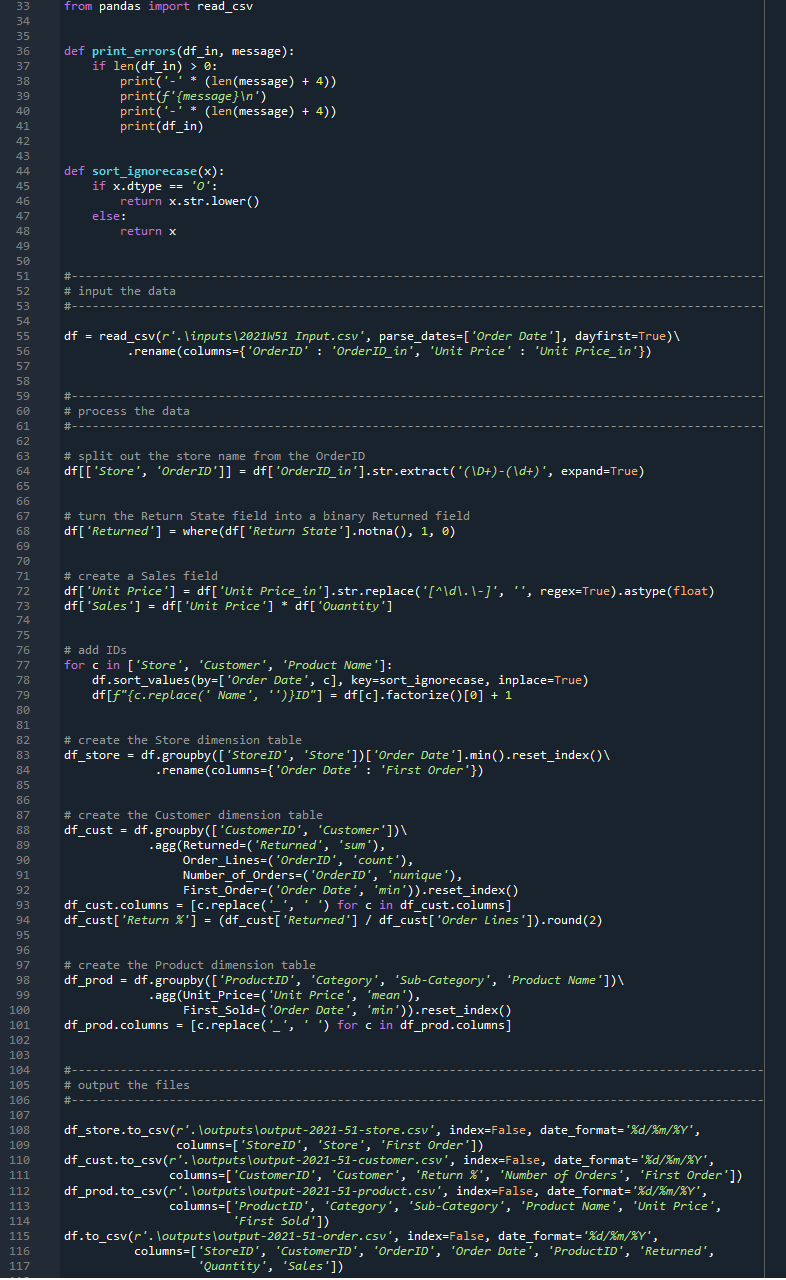 33 from pandas import read_csv
34
35
36 def print_errors(df_in, message):
37     if len(df_in) > 0:
38         print('-' * (len(message) + 4))
39         print(f'{message}\n')
40         print('-' * (len(message) + 4))
41         print(df_in)
42
43
44 def sort_ignorecase(x):
45     if x.dtype == 'O':
46         return x.str.lower()
47     else:
48         return x
49
50
51 #---------------------------------------------------------------------------------------------------
52 # input the data
53 #---------------------------------------------------------------------------------------------------
54
55 df = read_csv(r'.\inputs\2021W51 Input.csv', parse_dates=['Order Date'], dayfirst=True)\
56          .rename(columns={'OrderID' : 'OrderID_in', 'Unit Price' : 'Unit Price_in'})
57
58
59 #---------------------------------------------------------------------------------------------------
60 # process the data
61 #---------------------------------------------------------------------------------------------------
62
63 # split out the store name from the OrderID
64 df[['Store', 'OrderID']] = df['OrderID_in'].str.extract('(\D+)-(\d+)', expand=True)
65
66
67 # turn the Return State field into a binary Returned field
68 df['Returned'] = where(df['Return State'].notna(), 1, 0)
69
70
71 # create a Sales field
72 df['Unit Price'] = df['Unit Price_in'].str.replace('[^\d\.\-]', '', regex=True).astype(float)
73 df['Sales'] = df['Unit Price'] * df['Quantity']
74
75
76 # add IDs
77 for c in ['Store', 'Customer', 'Product Name']:
78     df.sort_values(by=['Order Date', c], key=sort_ignorecase, inplace=True)
79     df[f"{c.replace(' Name', '')}ID"] = df[c].factorize()[0] + 1
80
81
82 # create the Store dimension table
83 df_store = df.groupby(['StoreID', 'Store'])['Order Date'].min().reset_index()\
84              .rename(columns={'Order Date' : 'First Order'})
85
86
87 # create the Customer dimension table
88 df_cust = df.groupby(['CustomerID', 'Customer'])\
89             .agg(Returned=('Returned', 'sum'),
90                  Order_Lines=('OrderID', 'count'),
91                  Number_of_Orders=('OrderID', 'nunique'),
92                  First_Order=('Order Date', 'min')).reset_index()
93 df_cust.columns = [c.replace('_', ' ') for c in df_cust.columns]
94 df_cust['Return %'] = (df_cust['Returned'] / df_cust['Order Lines']).round(2)
95
96
97 # create the Product dimension table
98 df_prod = df.groupby(['ProductID', 'Category', 'Sub-Category', 'Product Name'])\
99             .agg(Unit_Price=('Unit Price', 'mean'),
100                  First_Sold=('Order Date', 'min')).reset_index()
101 df_prod.columns = [c.replace('_', ' ') for c in df_prod.columns]
102
103
104 #---------------------------------------------------------------------------------------------------
105 # output the files
106 #---------------------------------------------------------------------------------------------------
107
108 df_store.to_csv(r'.\outputs\output-2021-51-store.csv', index=False, date_format='%d/%m/%Y',
109                 columns=['StoreID', 'Store', 'First Order'])
110 df_cust.to_csv(r'.\outputs\output-2021-51-customer.csv', index=False, date_format='%d/%m/%Y',
111                columns=['CustomerID', 'Customer', 'Return %', 'Number of Orders', 'First Order'])
112 df_prod.to_csv(r'.\outputs\output-2021-51-product.csv', index=False, date_format='%d/%m/%Y',
113                columns=['ProductID', 'Category', 'Sub-Category', 'Product Name', 'Unit Price',
114                         'First Sold'])
115 df.to_csv(r'.\outputs\output-2021-51-order.csv', index=False, date_format='%d/%m/%Y',
116           columns=['StoreID', 'CustomerID', 'OrderID', 'Order Date', 'ProductID', 'Returned',
117                    'Quantity', 'Sales'])